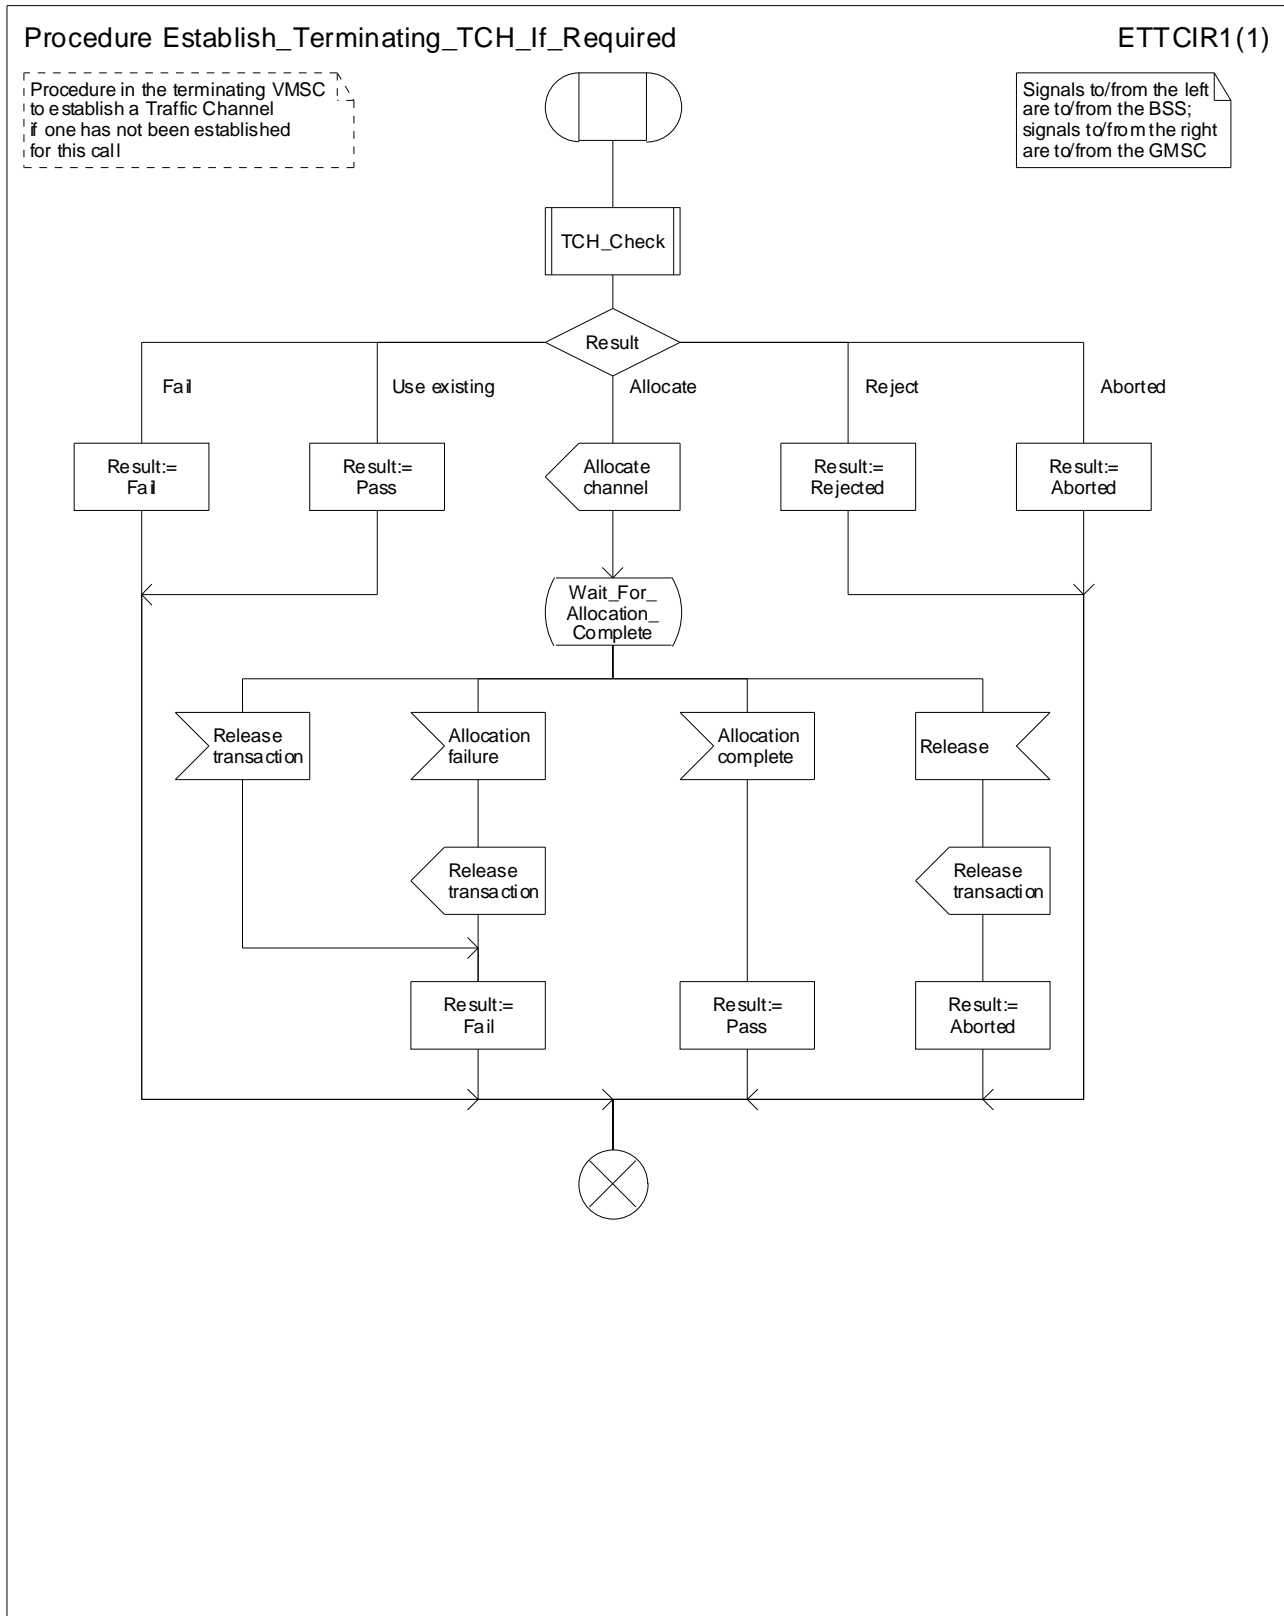 Procedure Establish_Terminating_TCH_If_Required
ETTCIR1(1)
Procedure in the terminating VMSC
to establish a Traffic Channel
if one has not been established
for this call
Signals to/from the left
are to/from the BSS;
signals to/from the right
are to/from the GMSC
TCH_Check
Result
Fail
Use existing
Allocate
Reject
Aborted
Result:=
Fail
Result:=
Pass
Allocate
channel
Result:=
Rejected
Result:=
Aborted
Wait_For_
Allocation_
Complete
Release
transaction
Allocation
failure
Allocation
complete
Release
Release
transaction
Release
transaction
Result:=
Fail
Result:=
Pass
Result:=
Aborted